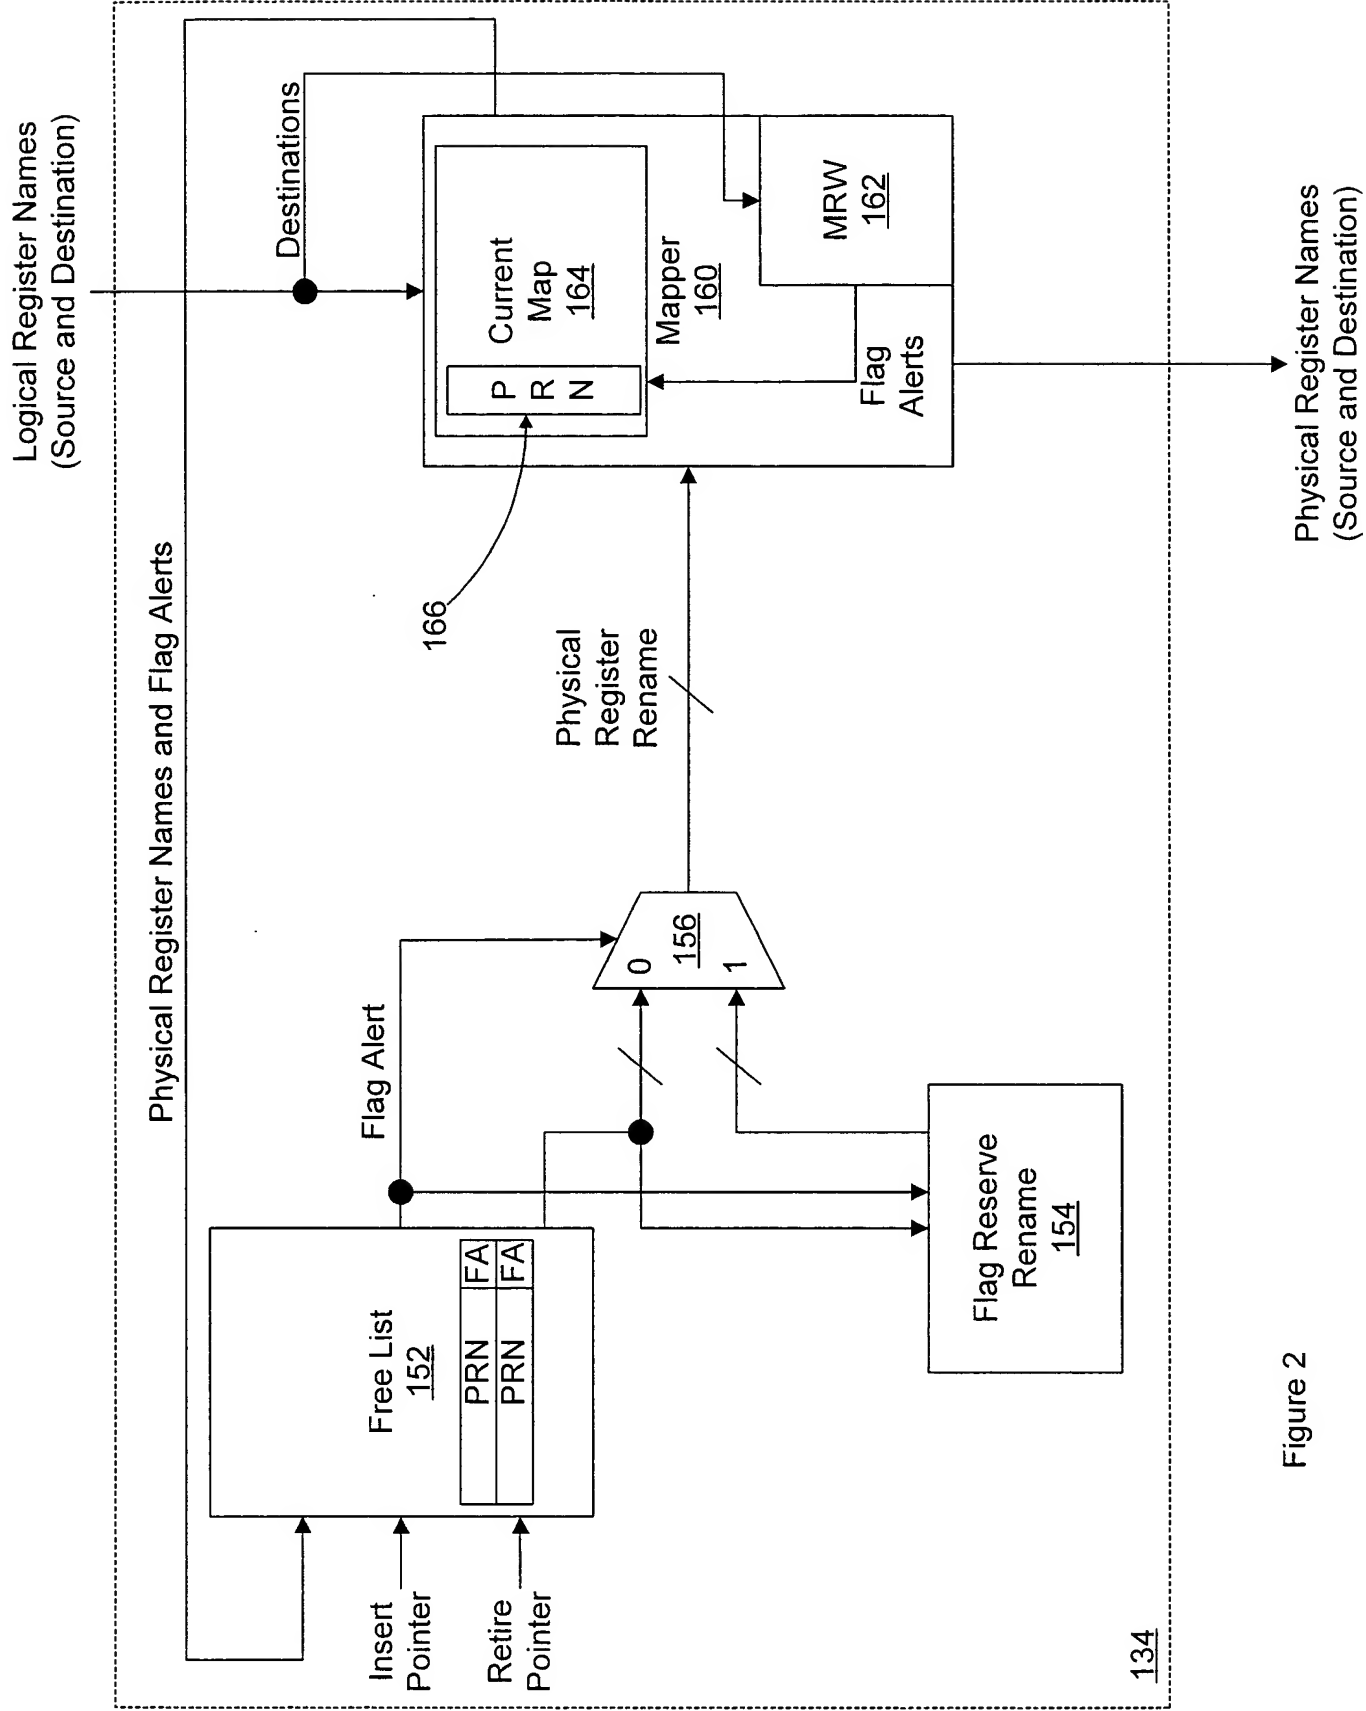 Logical Register Names
(Source and Destination)
Physical Register Names and Flag Alerts
Destinations
Flag Alert
Insert
Pointer
Retire
Pointer
Free List
152
PRN FA
PRN FA
0
156
1
Physical
Register
Rename
166
P
R
N
Current
Map
164
Mapper
160
Flag
Alerts
MRW
162
Flag Reserve
Rename
154
134
Physical Register Names
(Source and Destination)
Figure 2